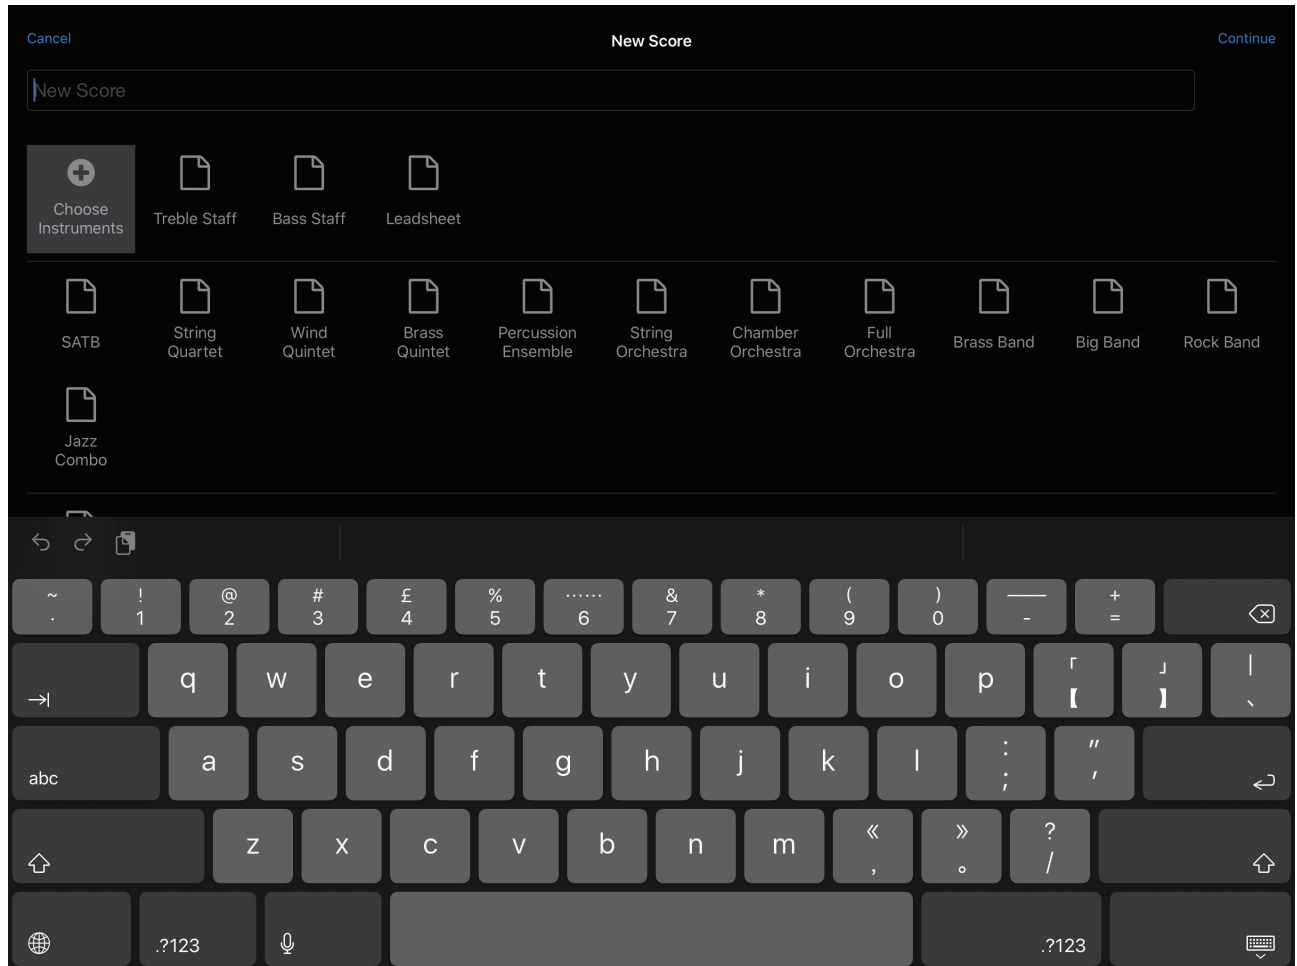 Cancel
New Score
Continue
New Score
Choose
Instruments
Treble Staff
Bass Staff
Leadsheet
SATB
String
Quartet
Wind
Quintet
Brass
Quintet
Percussion
Ensemble
String
Orchestra
Chamber
Orchestra
Full
Orchestra
Brass Band
Big Band
Rock Band
Jazz
Combo
~ ! @ # £ % …… & * ( ) —— +
· 1 2 3 4 5 6 7 8 9 0 - =
q w e r t y u i o p 「 」 |
【 】 、
abc a s d f g h j k l : "
; '
z x c v b n m 《 》 ?
, 。 /
.?123 .?123